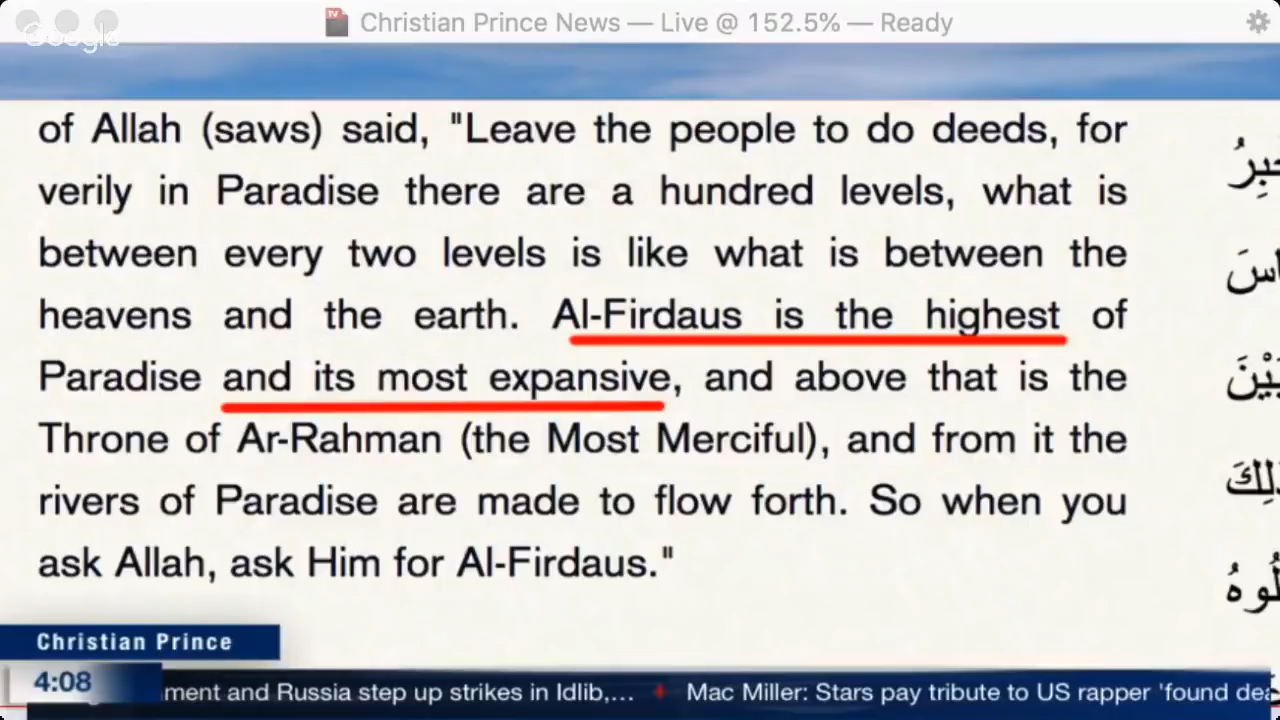 Christian Prince News — Live @ 152.5% — Ready
Google
of Allah (saws) said, "Leave the people to do deeds, for
verily in Paradise there are a hundred levels, what is
between every two levels is like what is between the
heavens and the earth. Al-Firdaus is the highest of
Paradise and its most expansive, and above that is the
Throne of Ar-Rahman (the Most Merciful), and from it the
rivers of Paradise are made to flow forth. So when you
ask Allah, ask Him for Al-Firdaus."
Christian Prince
4:08
and Russia step up strikes in Idlib,... + Mac Miller: Stars pay tribute to US rapper 'found